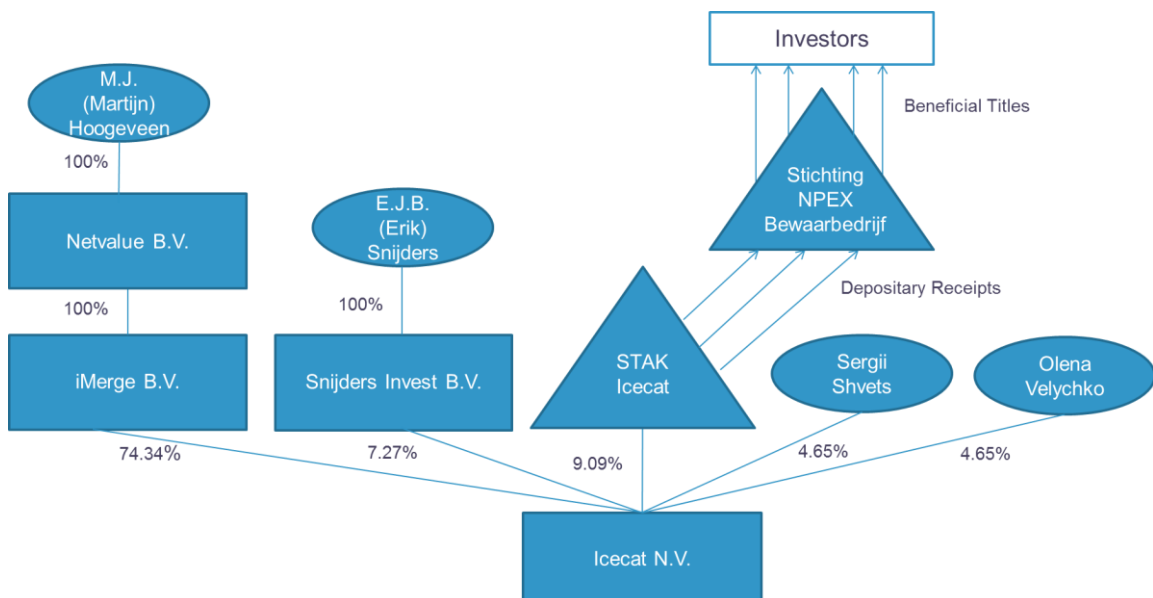 Investors
M.J.
(Martijn)
Hoogeveen
Beneficial Titles
100%
Stichting
NPEX
Bewaarbedrijf
E.J.B.
(Erik)
Snijders
Netvalue B.V.
Depositary Receipts
100%
100%
STAK
Icecat
Sergii
Shvets
Olena
Velychko
iMerge B.V.
Snijders Invest B.V.
74.34%
7.27%
9.09%
4.65%
4.65%
Icecat N.V.